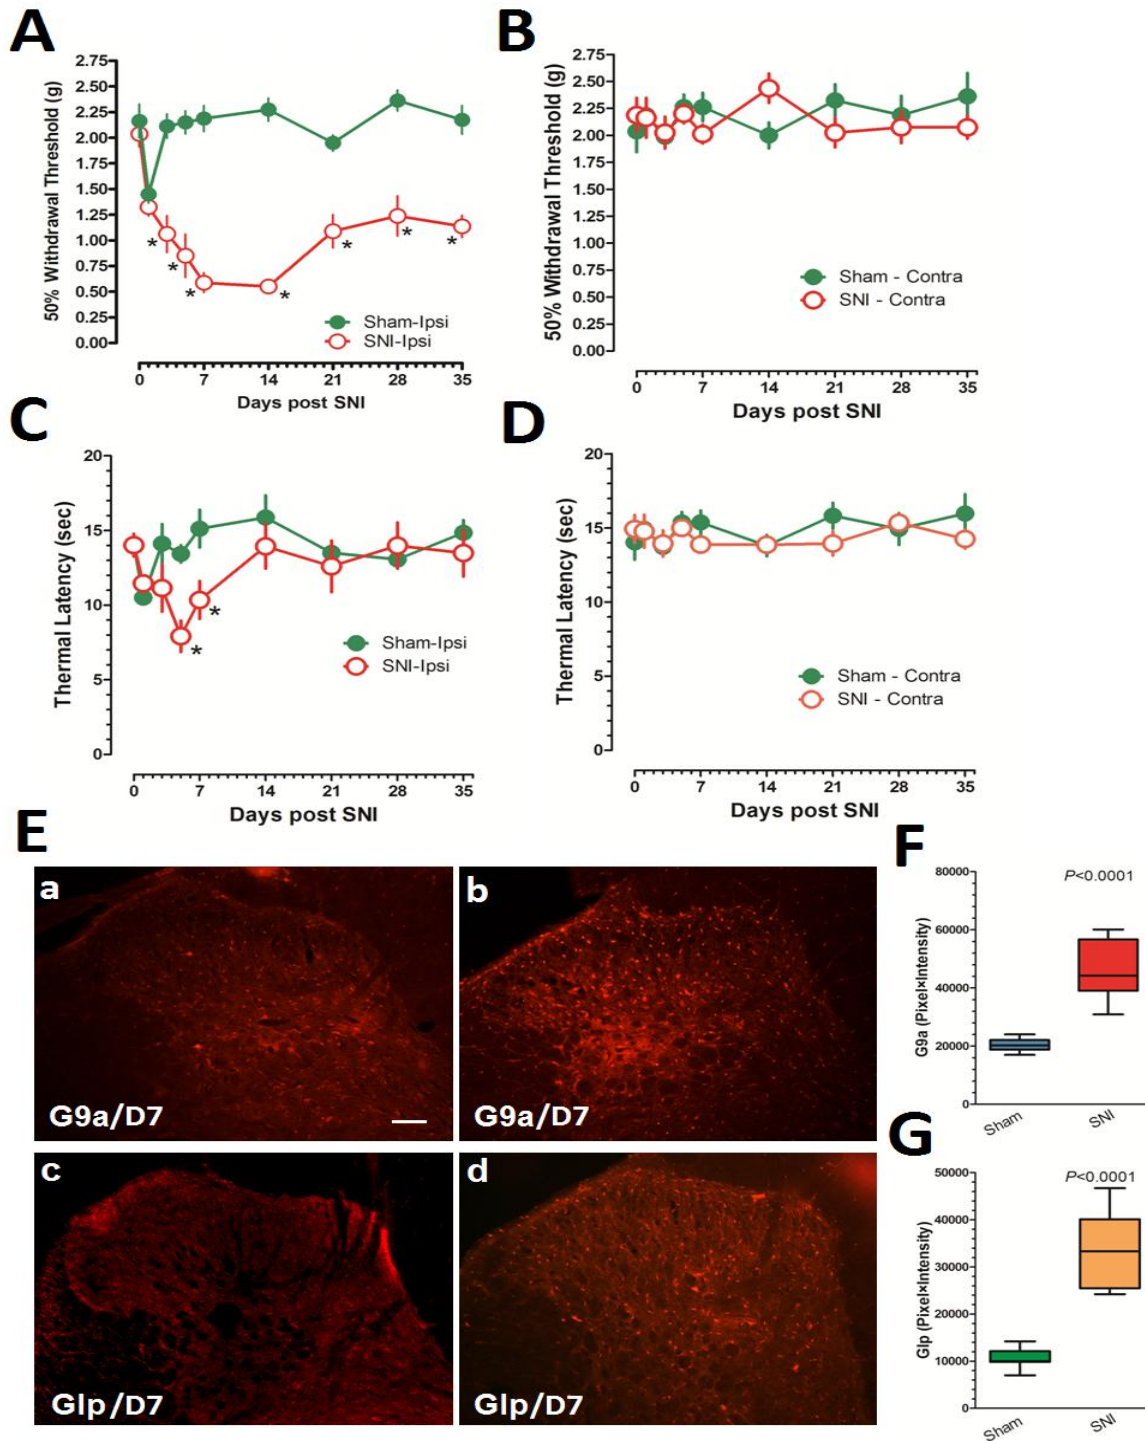 A
B
50% Withdrawal Threshold (g)
2.75
2.50
2.25
2.00
1.75
1.50
1.25
1.00
0.75
0.50
0.25
0.00
* * * * * * *
Sham-Ipsi
SNI-Ipsi
0 7 14 21 28 35
Days post SNI
50% Withdrawal Threshold (g)
2.75
2.50
2.25
2.00
1.75
1.50
1.25
1.00
0.75
0.50
0.25
0.00
Sham - Contra
SNI - Contra
0 7 14 21 28 35
Days post SNI
C
D
Thermal Latency (sec)
20
15
10
5
0
* *
Sham-Ipsi
SNI-Ipsi
0 7 14 21 28 35
Days post SNI
Thermal Latency (sec)
20
15
10
5
0
Sham - Contra
SNI - Contra
0 7 14 21 28 35
Days post SNI
E
a
G9a/D7
b
G9a/D7
c
Glp/D7
d
Glp/D7
F
G9a (Pixel×Intensity)
80000
60000
40000
20000
0
P<0.0001
Sham SNI
G
Glp (Pixel×Intensity)
50000
40000
30000
20000
10000
0
P<0.0001
Sham SNI